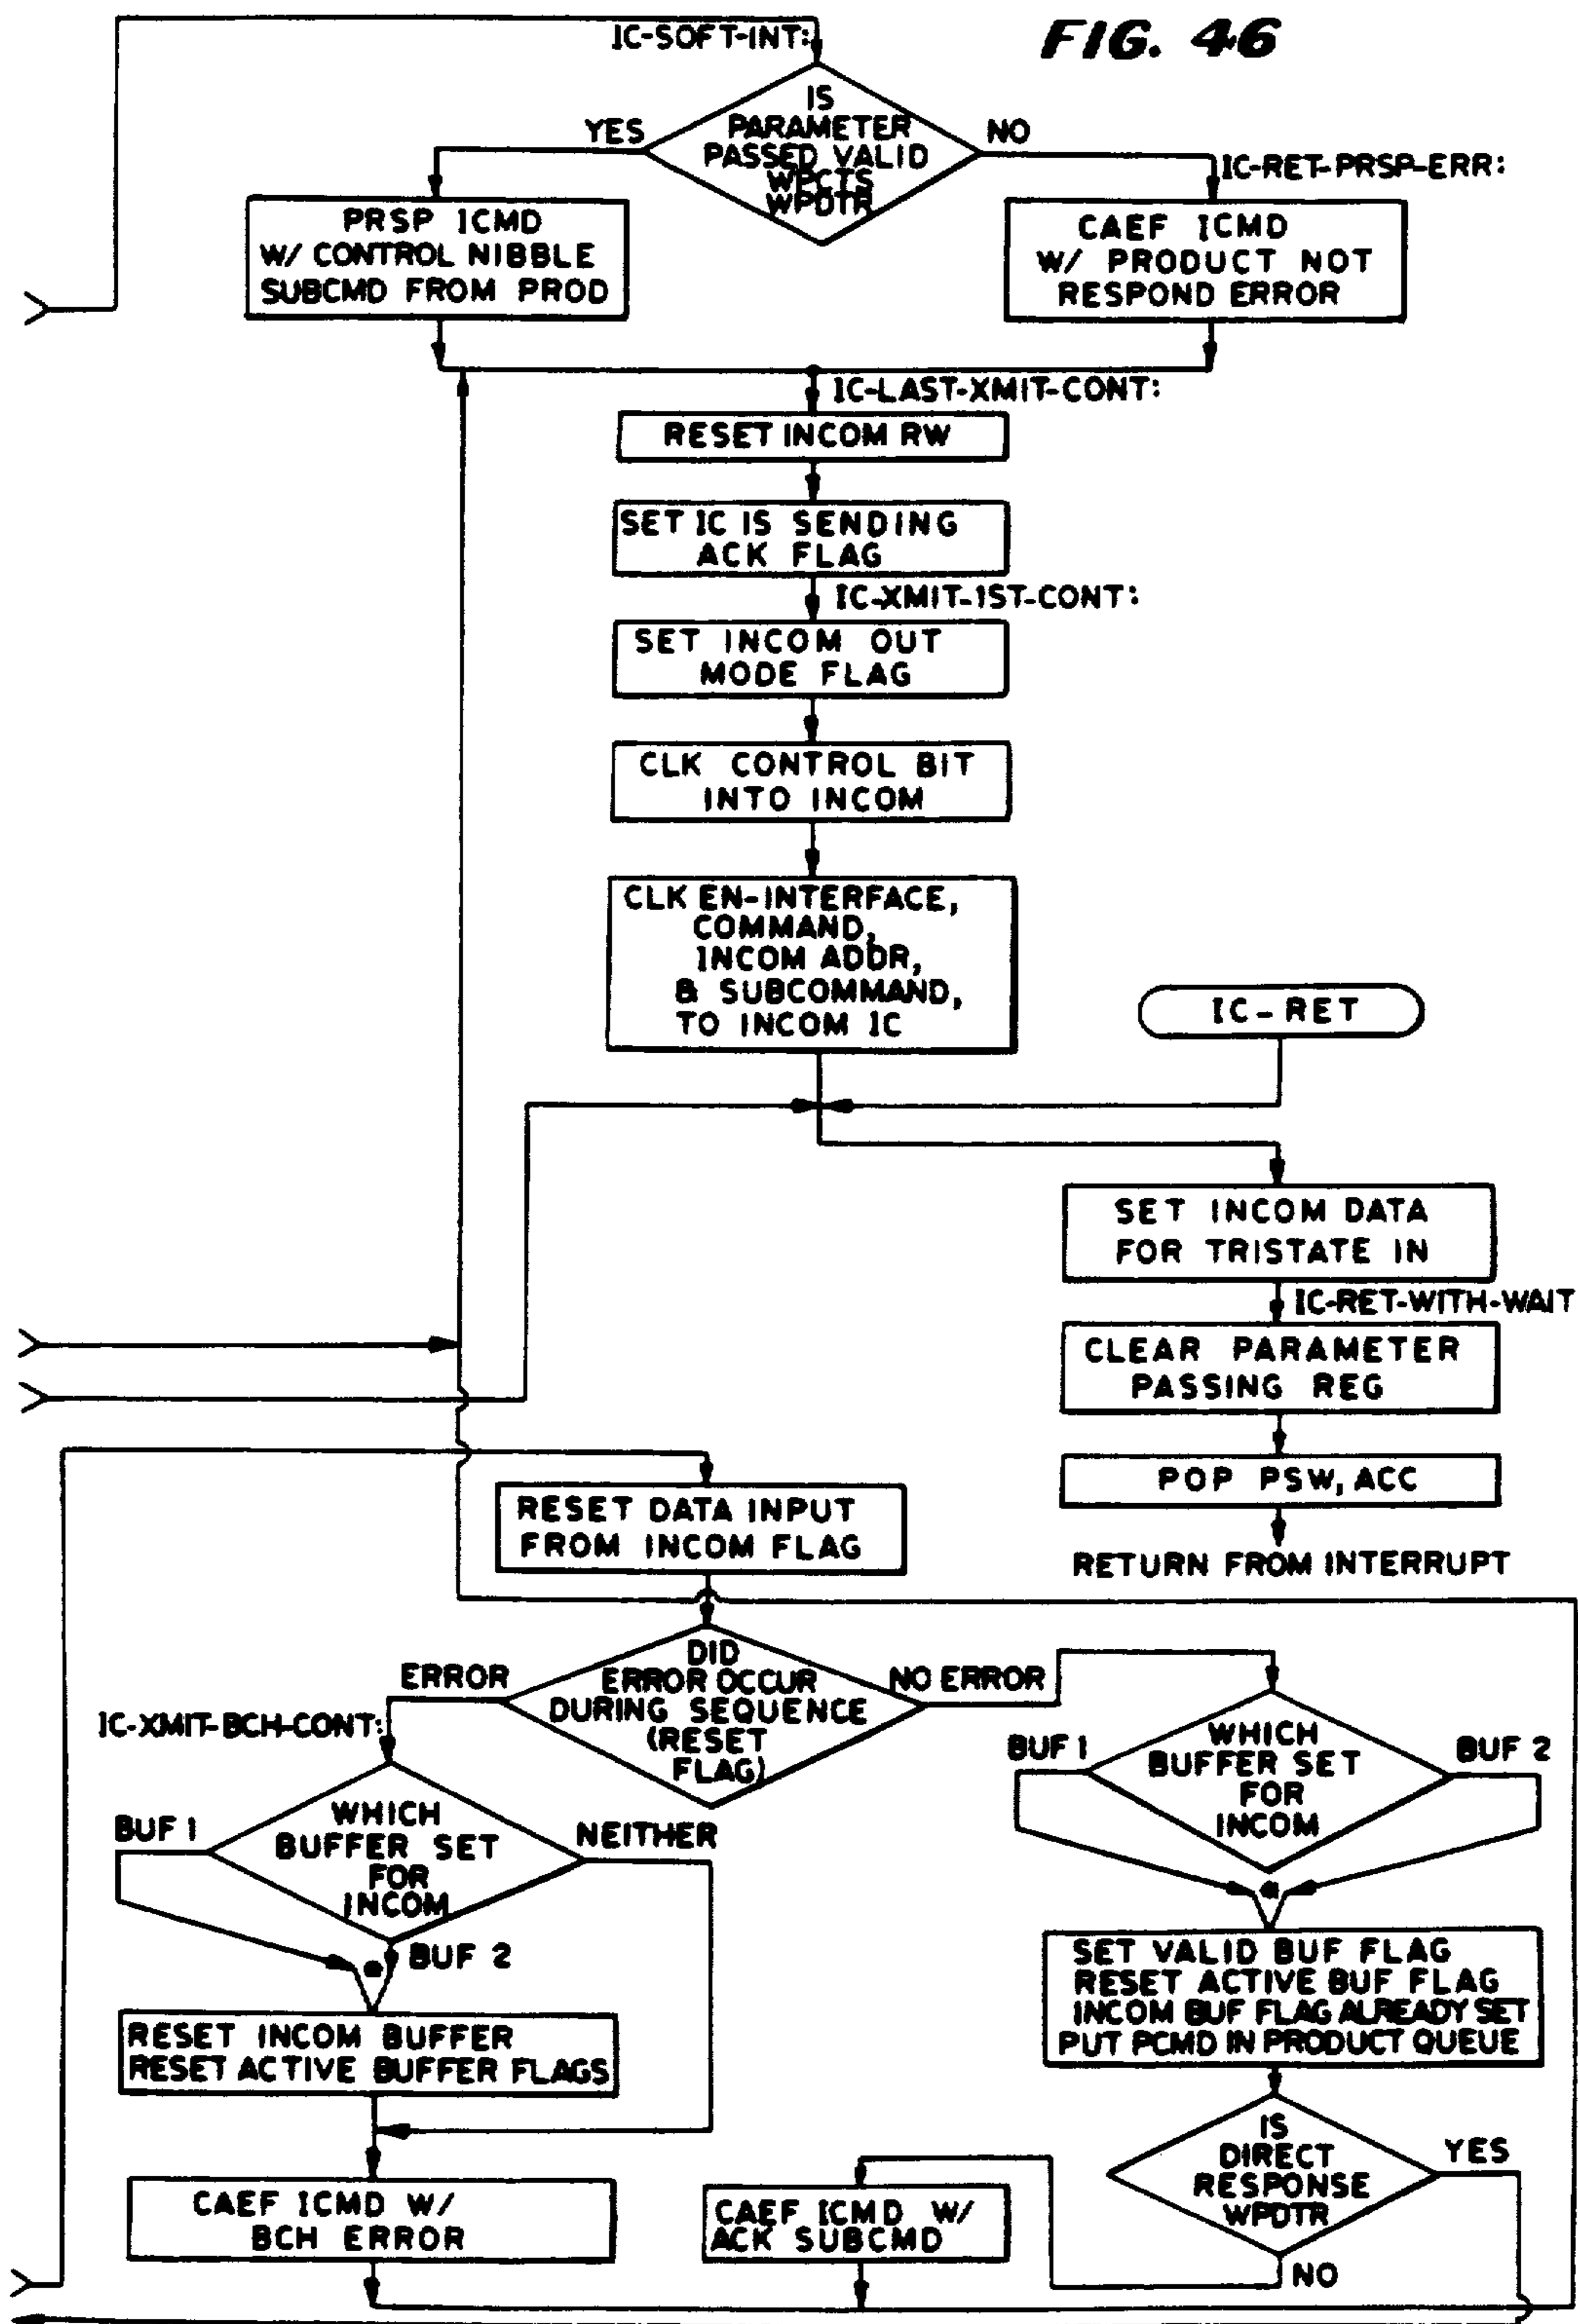 FIG. 46
IC-SOFT-INT:
IS
PARAMETER
PASSED VALID
WPCTS
WPDTR
YES
NO
IC-RET-PRSP-ERR:
PRSP ICMD
W/ CONTROL NIBBLE
SUBCMD FROM PROD
CAEF ICMD
W/ PRODUCT NOT
RESPOND ERROR
IC-LAST-XMIT-CONT:
RESET INCOM RW
SET IC IS SENDING
ACK FLAG
IC-XMIT-1ST-CONT:
SET INCOM OUT
MODE FLAG
CLK CONTROL BIT
INTO INCOM
CLK EN-INTERFACE,
COMMAND,
INCOM ADDR,
& SUBCOMMAND,
TO INCOM IC
IC-RET
SET INCOM DATA
FOR TRISTATE IN
IC-RET-WITH-WAIT
CLEAR PARAMETER
PASSING REG
POP PSW, ACC
RETURN FROM INTERRUPT
RESET DATA INPUT
FROM INCOM FLAG
DID
ERROR OCCUR
DURING SEQUENCE
(RESET
FLAG)
ERROR
NO ERROR
IC-XMIT-BCH-CONT:
WHICH
BUFFER SET
FOR
INCOM
BUF 1
NEITHER
BUF 2
RESET INCOM BUFFER
RESET ACTIVE BUFFER FLAGS
CAEF ICMD W/
BCH ERROR
WHICH
BUFFER SET
FOR
INCOM
BUF 1
BUF 2
SET VALID BUF FLAG
RESET ACTIVE BUF FLAG
INCOM BUF FLAG ALREADY SET
PUT PCMD IN PRODUCT QUEUE
IS
DIRECT
RESPONSE
WPDTR
YES
NO
CAEF ICMD W/
ACK SUBCMD